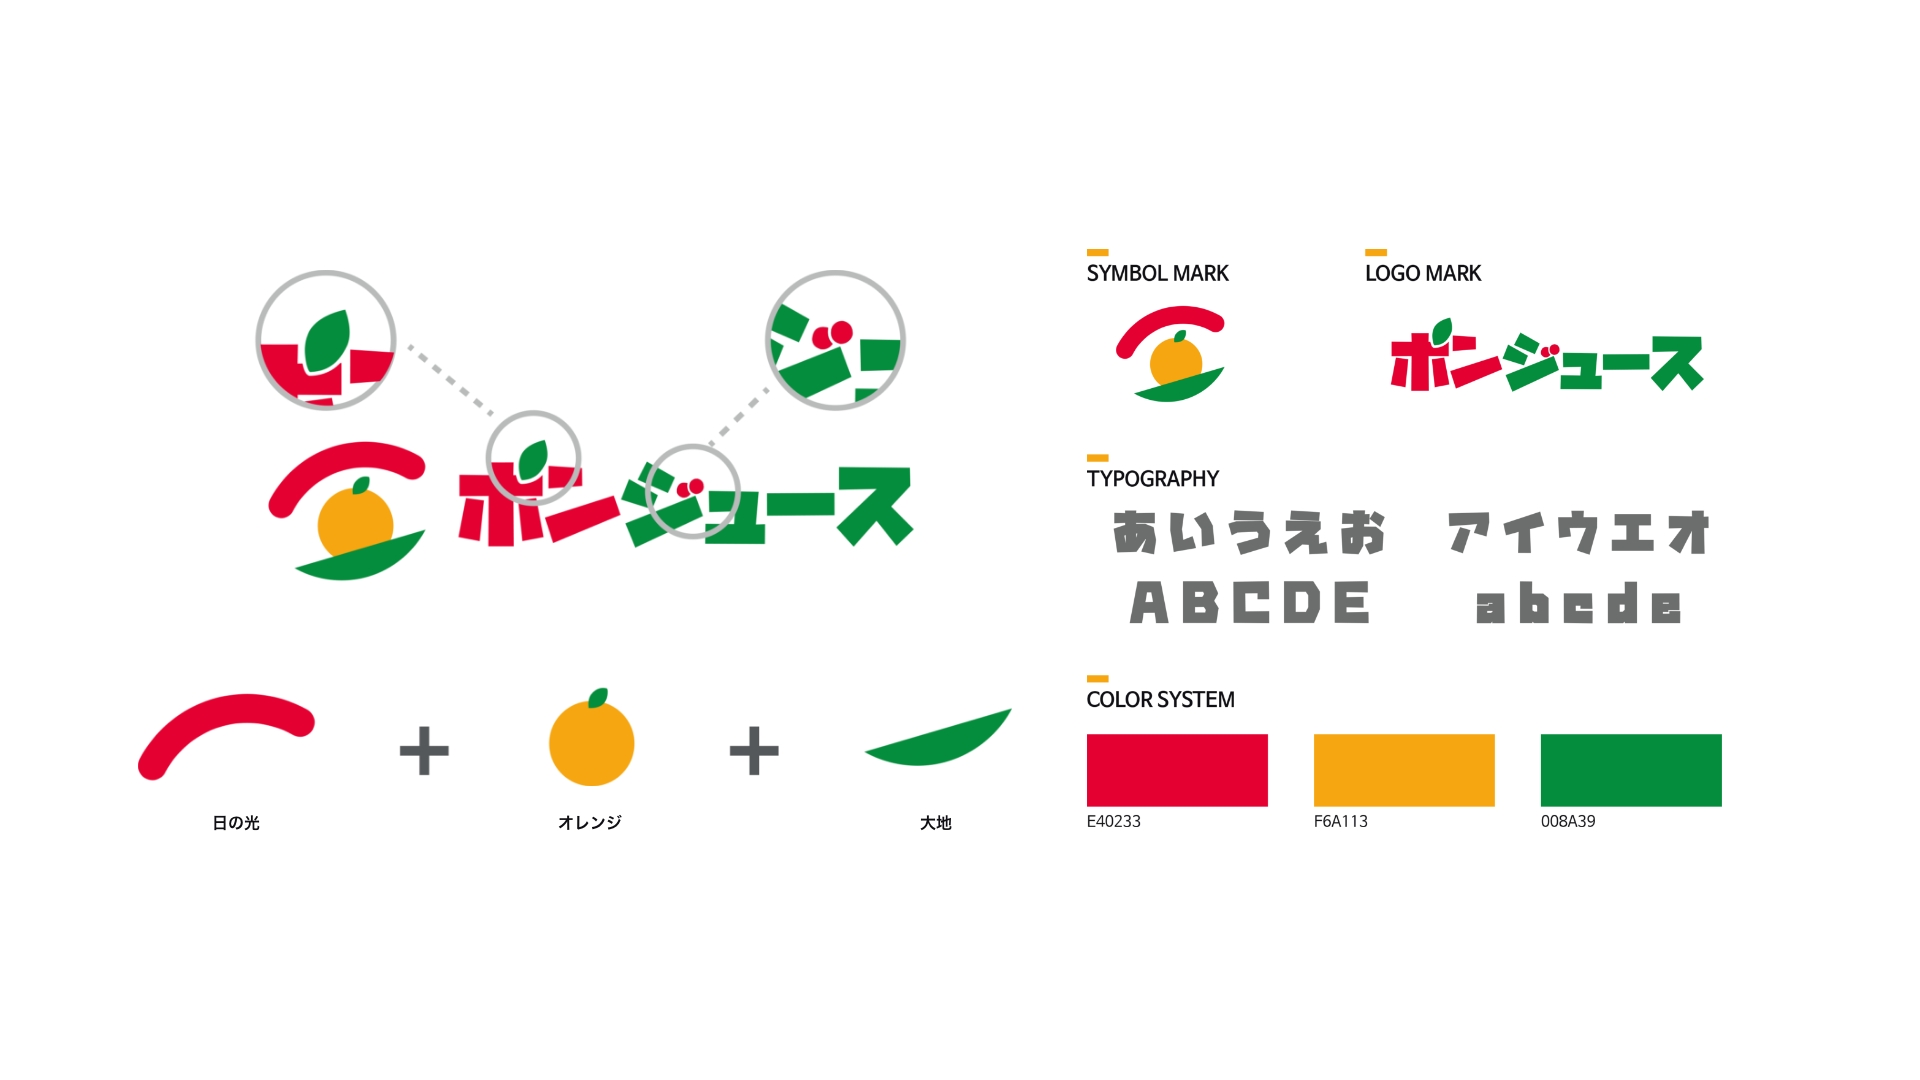 ポンジュース
日の光
+
オレンジ
+
大地
SYMBOL MARK
LOGO MARK
ポンジュース
TYPOGRAPHY
あいうえお
アイウエオ
ABCDE
abcde
COLOR SYSTEM
E40233
F6A113
008A39